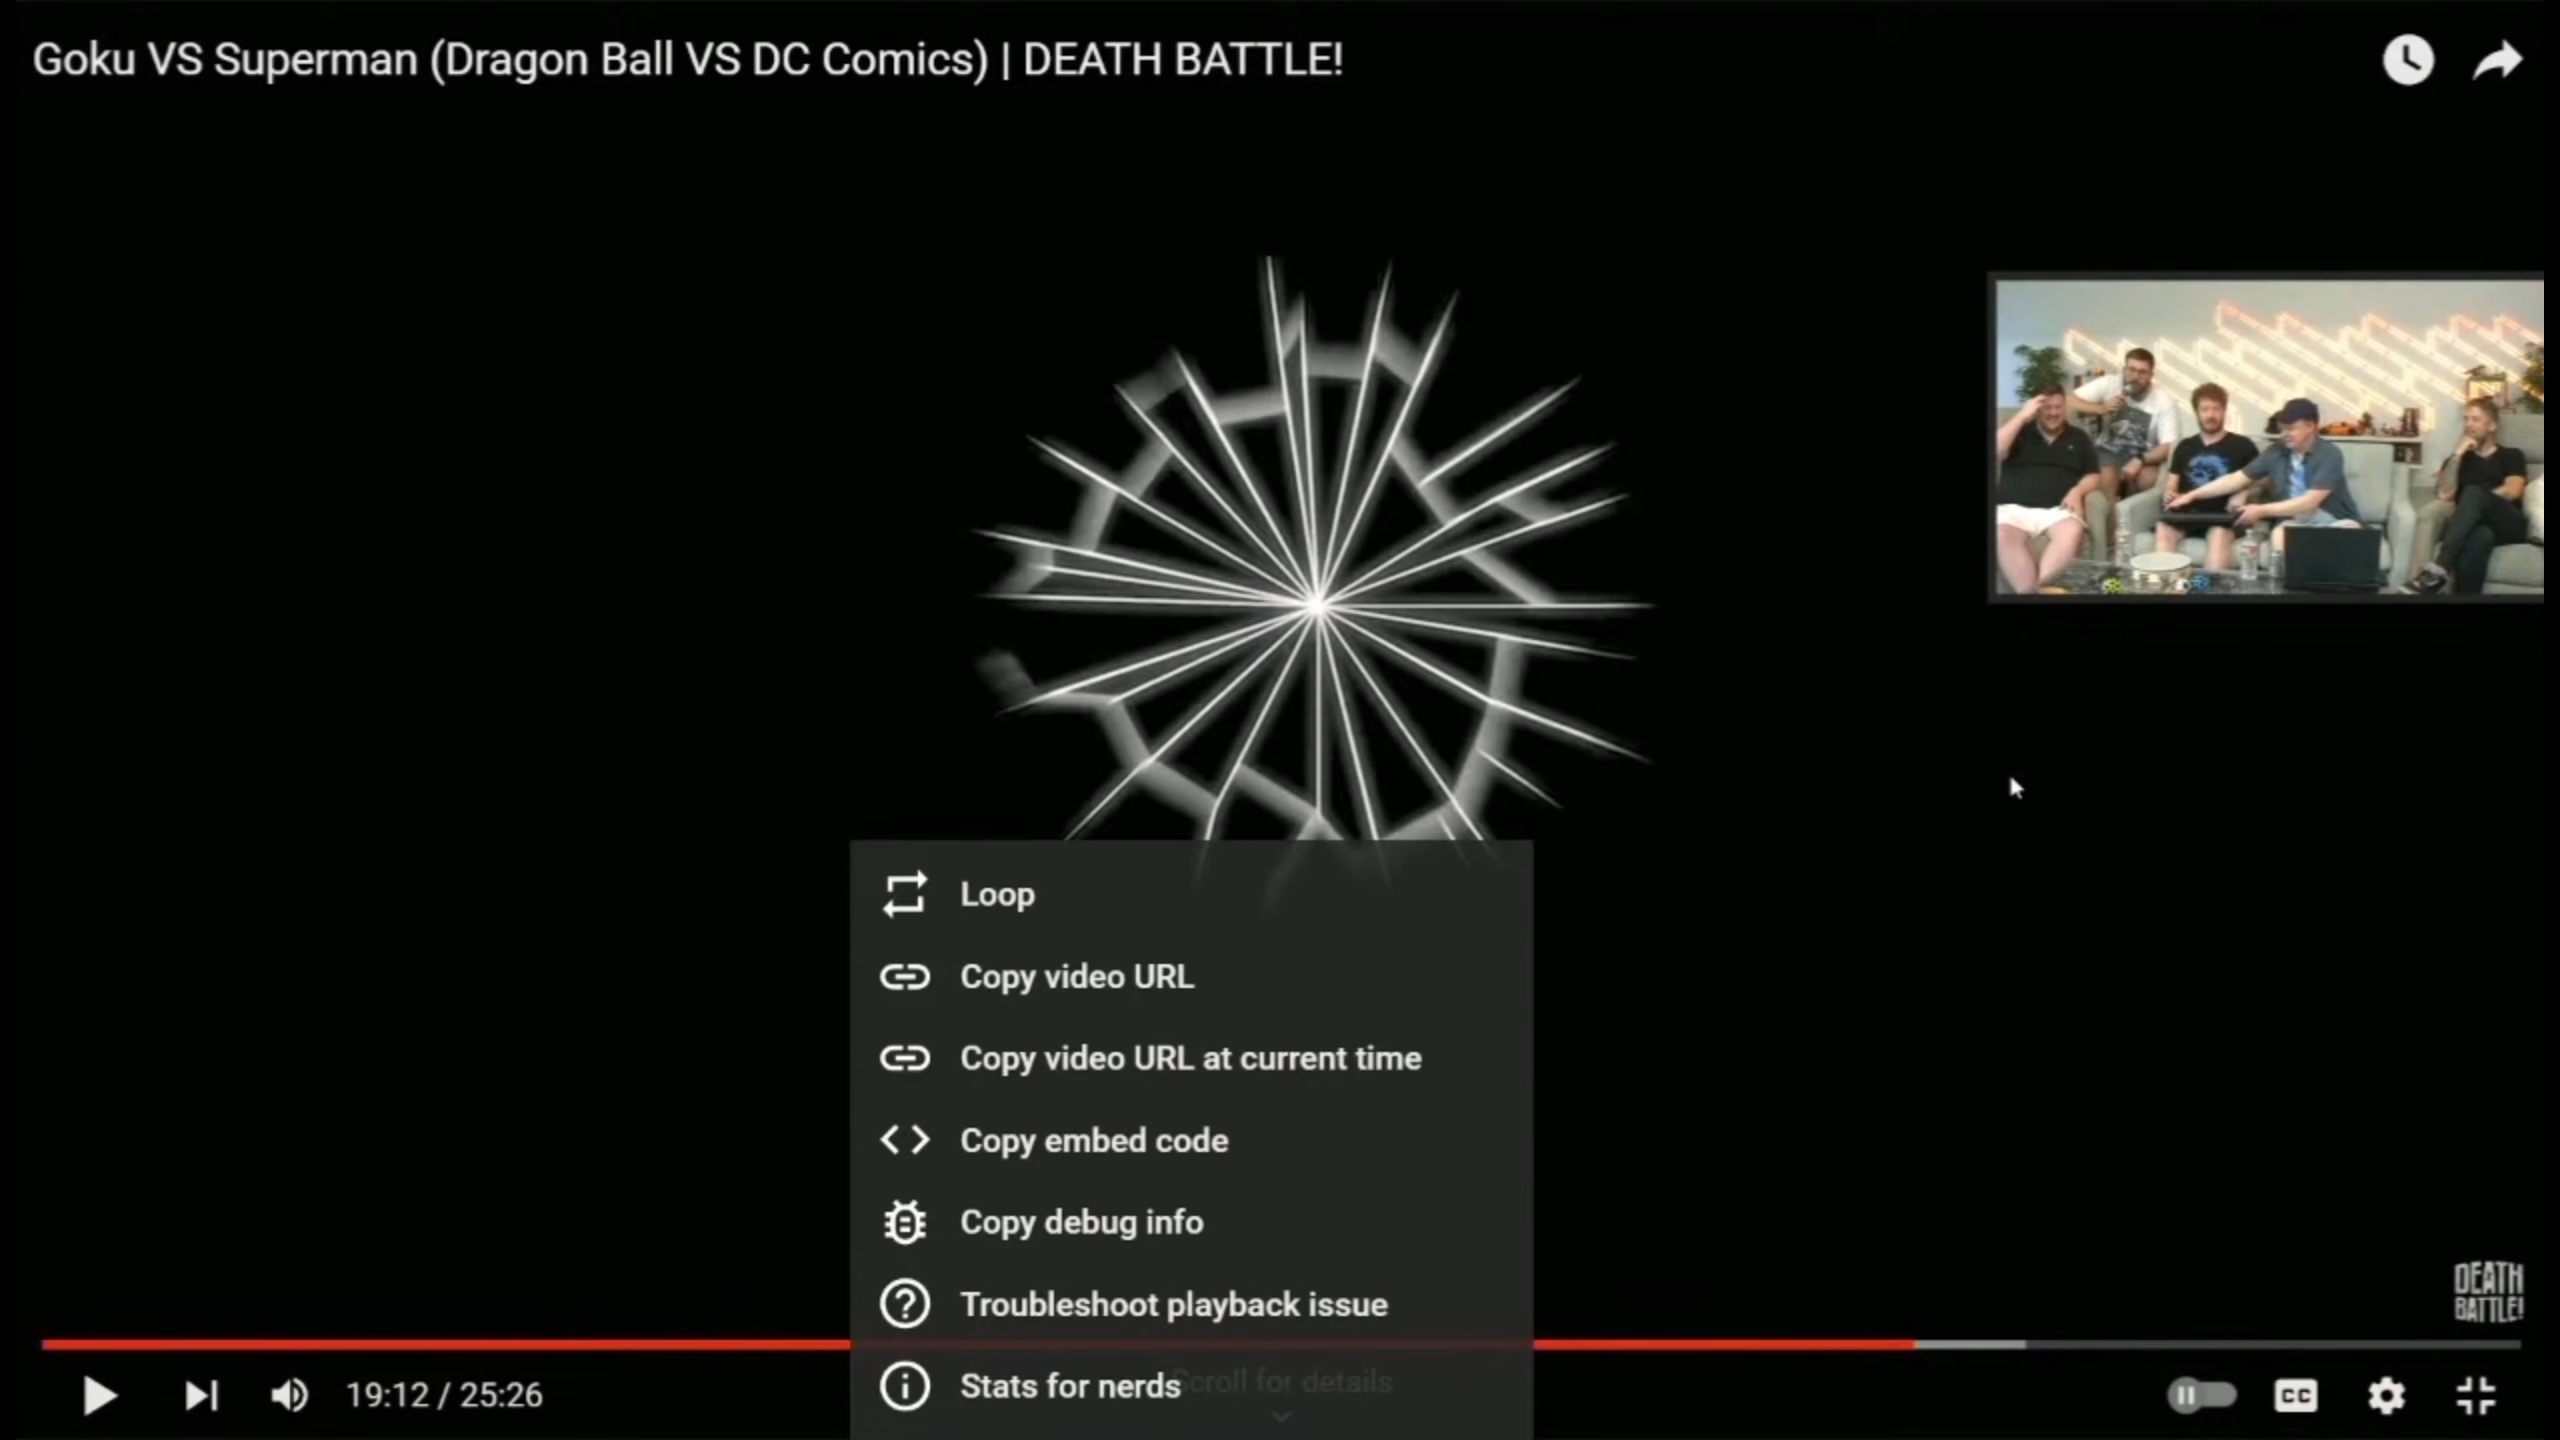 Goku VS Superman (Dragon Ball VS DC Comics) | DEATH BATTLE!
Loop
Copy video URL
Copy video URL at current time
Copy embed code
Copy debug info
Troubleshoot playback issue
Stats for nerds
Scroll for details
DEATH
BATTLE!
19:12 / 25:26
CC